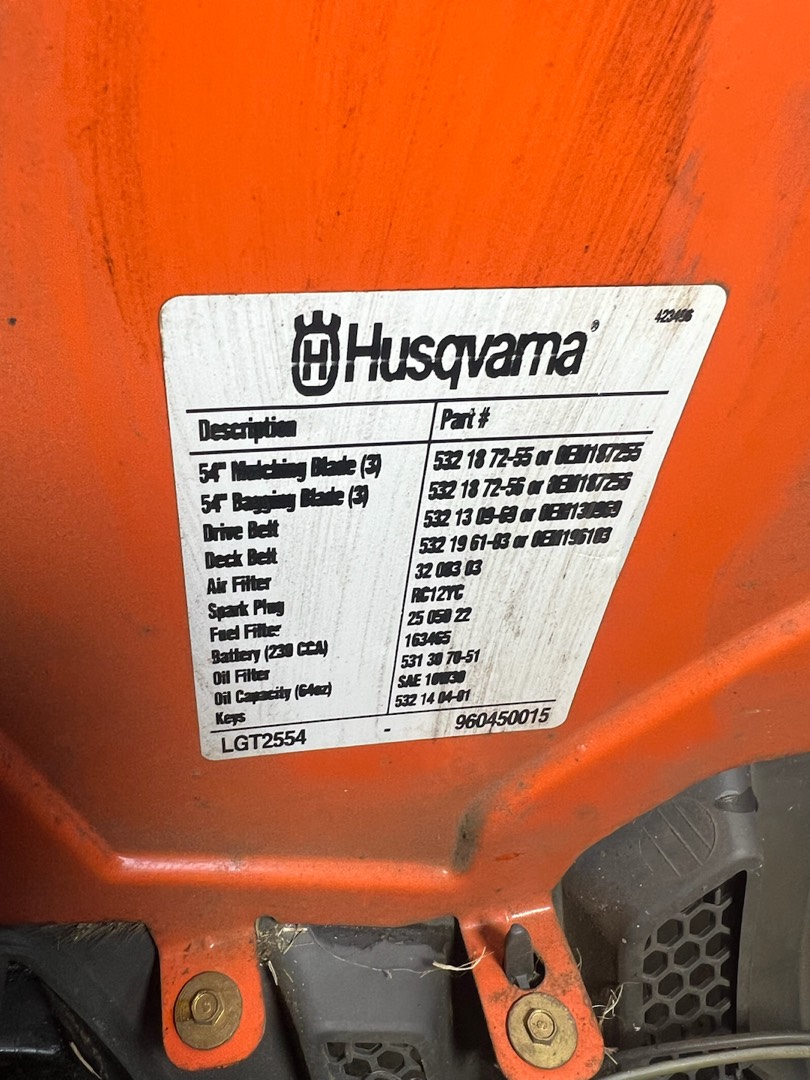 423496
H Husqvarna®
Description Part #
54" Mulching Blade (3) 532 18 72-55 or OEM187255
54" Bagging Blade (3) 532 18 72-56 or OEM187256
Drive Belt 532 13 09-69 or OEM130969
Deck Belt 532 19 61-03 or OEM196103
Air Filter 32 083 03
Spark Plug RC12YC
Fuel Filter 25 050 22
Battery (230 CCA) 163465
Oil Filter 531 30 70-51
Oil Capacity (64oz) SAE 10W30
Keys 532 14 04-01
LGT2554 - 960450015